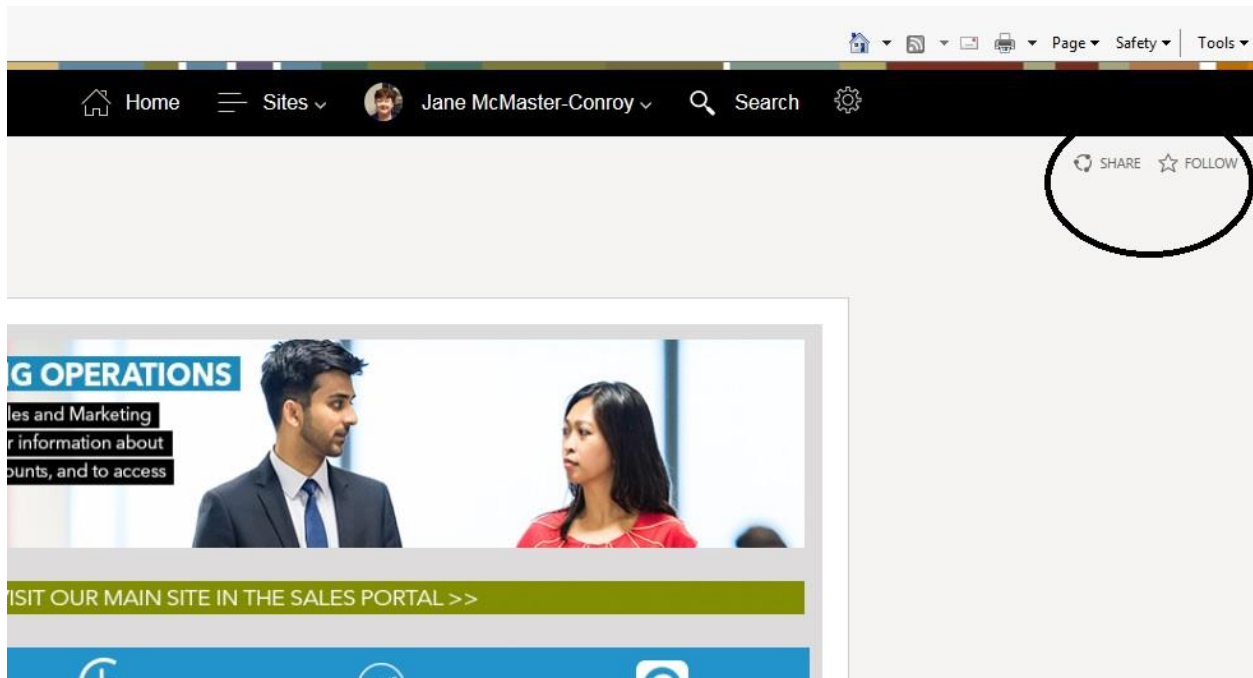 Page Safety Tools
Home Sites Jane McMaster-Conroy Search
SHARE FOLLOW
G OPERATIONS
les and Marketing
r information about
ounts, and to access
ISIT OUR MAIN SITE IN THE SALES PORTAL >>